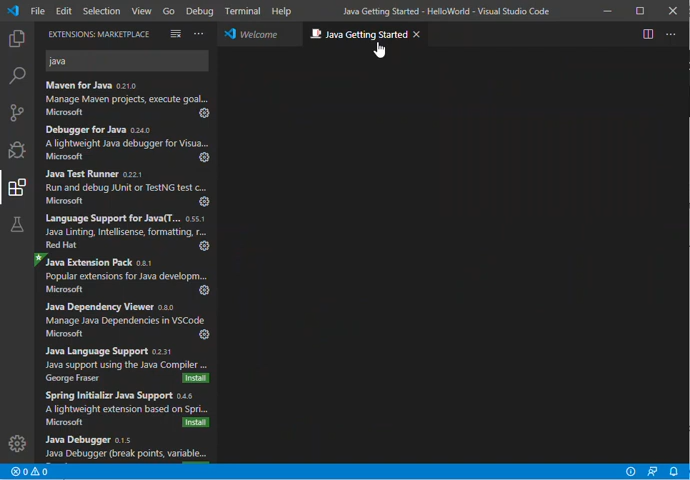 File Edit Selection View Go Debug Terminal Help
Java Getting Started - HelloWorld - Visual Studio Code
EXTENSIONS: MARKETPLACE
Welcome
Java Getting Started
java
Maven for Java 0.21.0
Manage Maven projects, execute goal...
Microsoft
Debugger for Java 0.24.0
A lightweight Java debugger for Visua...
Microsoft
Java Test Runner 0.22.1
Run and debug JUnit or TestNG test c...
Microsoft
Language Support for Java(T... 0.55.1
Java Linting, Intellisense, formatting, r...
Red Hat
Java Extension Pack 0.8.1
Popular extensions for Java developm...
Microsoft
Java Dependency Viewer 0.8.0
Manage Java Dependencies in VSCode
Microsoft
Java Language Support 0.2.31
Java support using the Java Compiler ...
George Fraser Install
Spring Initializr Java Support 0.4.6
A lightweight extension based on Spri...
Microsoft Install
Java Debugger 0.1.5
Java Debugger (break points, variable...
0 0